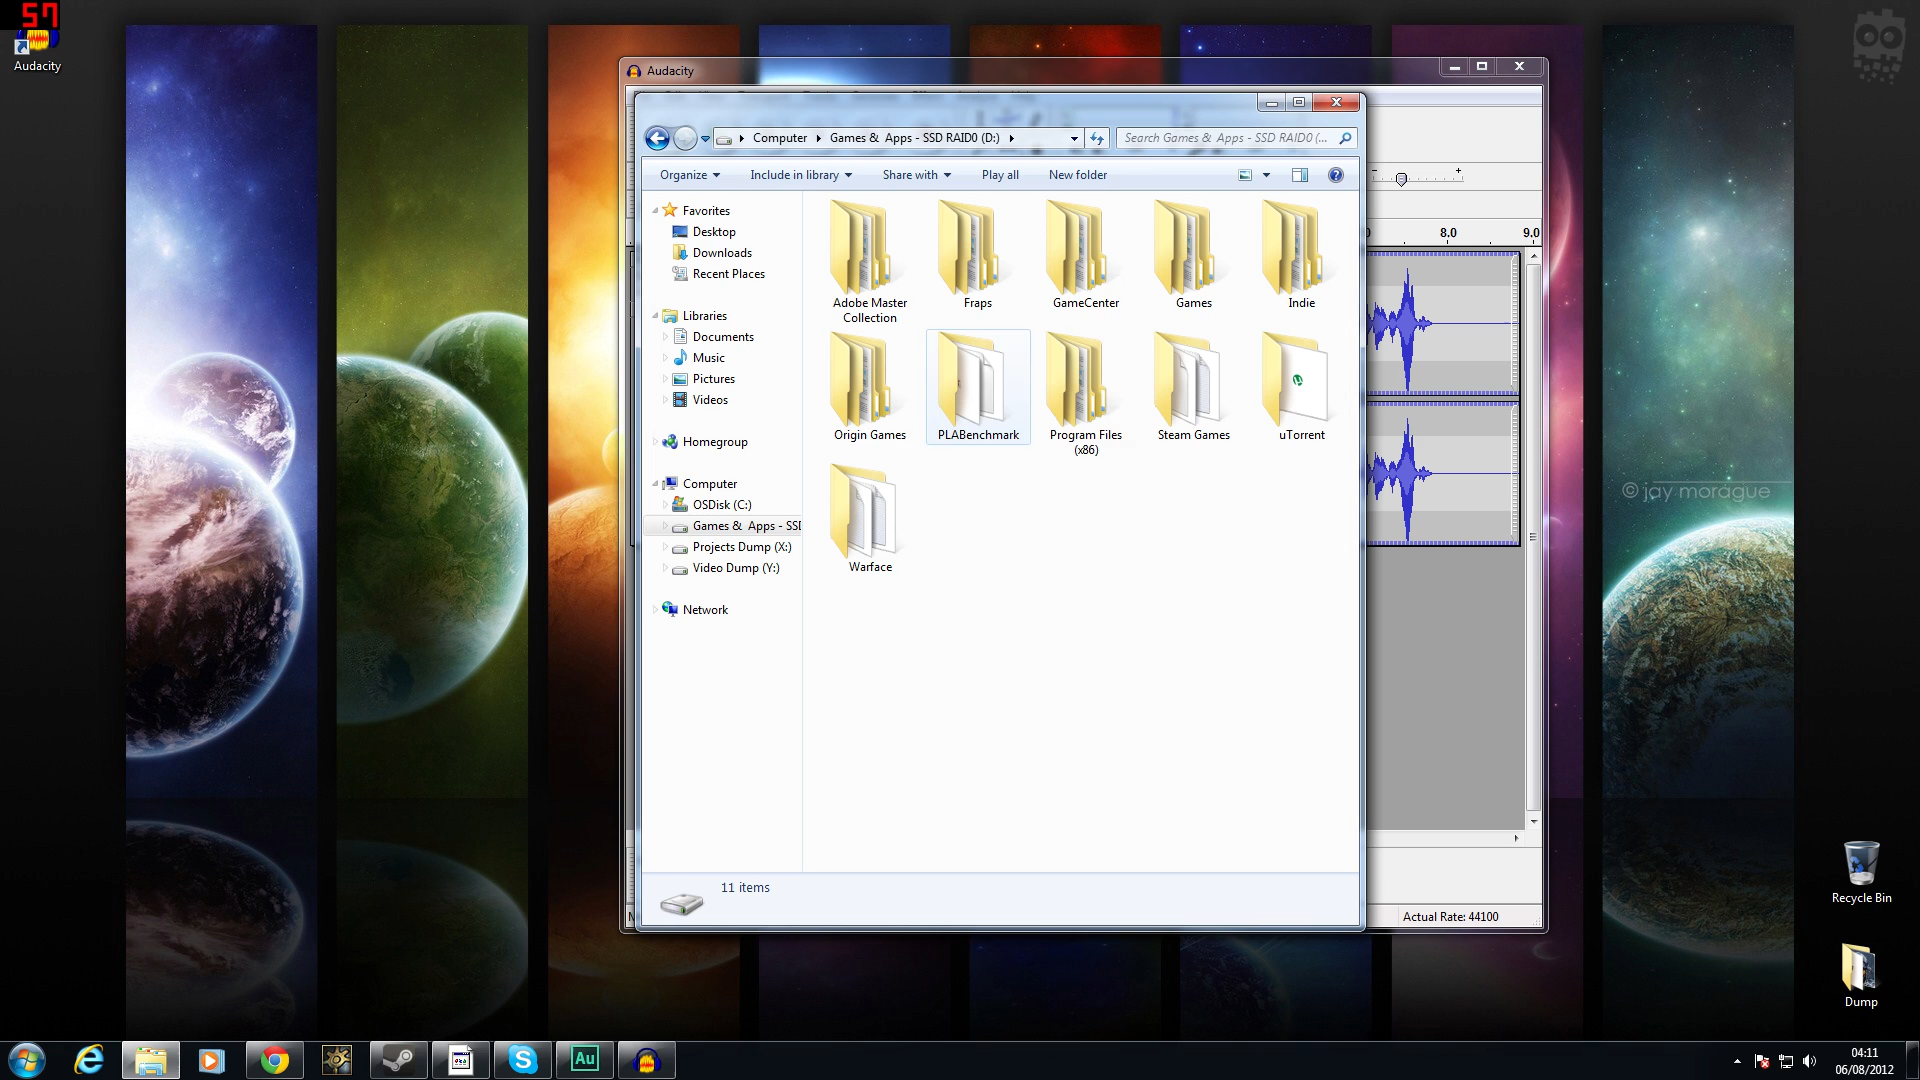 57
Audacity
Audacity
Computer
Games & Apps - SSD RAID0 (D:)
Search Games & Apps - SSD RAID0 (...
Organize
Include in library
Share with
Play all
New folder
Favorites
Desktop
Downloads
Recent Places
Libraries
Documents
Music
Pictures
Videos
Homegroup
Computer
OSDisk (C:)
Games & Apps - SSD
Projects Dump (X:)
Video Dump (Y:)
Network
Adobe Master
Collection
Fraps
GameCenter
Games
Indie
Origin Games
PLABenchmark
Program Files
(x86)
Steam Games
uTorrent
Warface
11 items
- +
8.0 9.0
Actual Rate: 44100
© jay morague
Recycle Bin
Dump
Au
04:11
06/08/2012